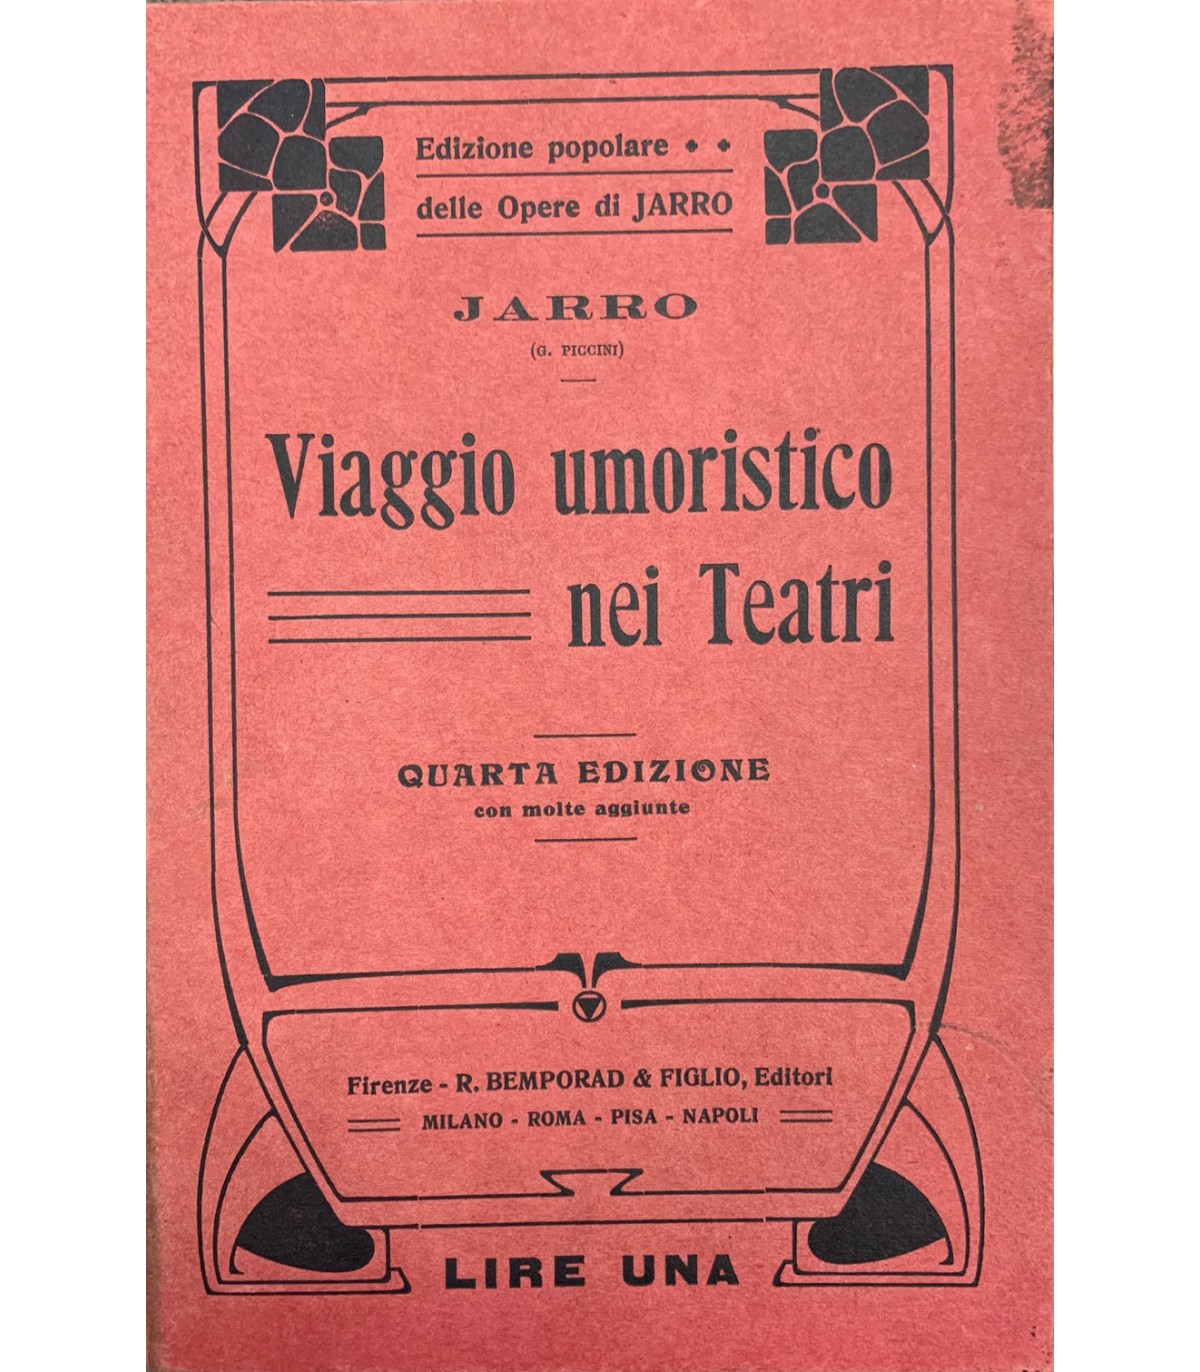 Edizione popolare
delle Opere di JARRO
JARRO
(G. PICCINI)
Viaggio umoristico
nei Teatri
QUARTA EDIZIONE
con molte aggiunte
Firenze - R. BEMPORAD & FIGLIO, Editori
MILANO - ROMA - PISA - NAPOLI
LIRE UNA